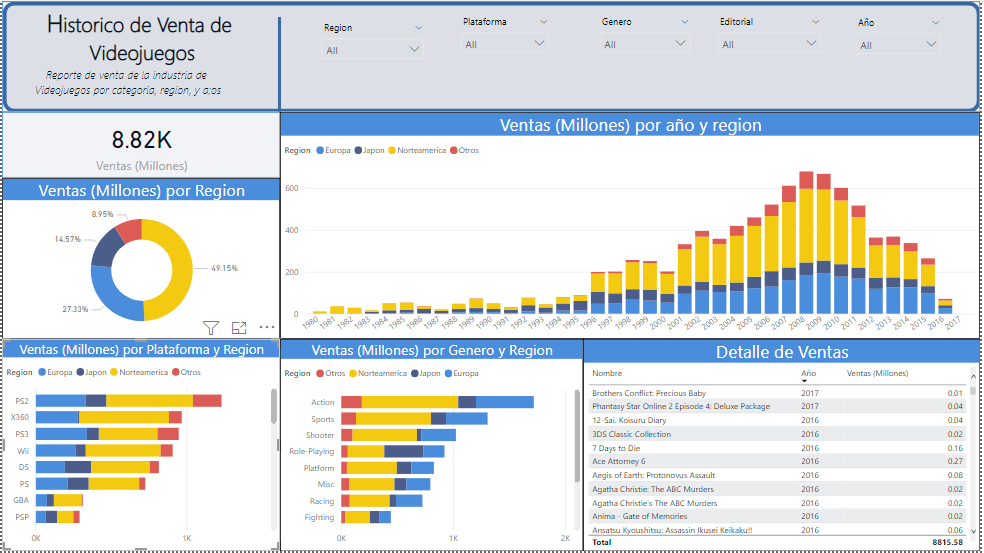 Historico de Venta de
Videojuegos
Reporte de venta de la industria de
Videojuegos por categoria, region, y a;os
Region
All
Plataforma
All
Genero
All
Editorial
All
Año
All
8.82K
Ventas (Millones)
Ventas (Millones) por Region
8.95%
14.57%
49.15%
27.33%
Ventas (Millones) por año y region
Region Europa Japon Norteamerica Otros
600
400
200
0
1980 1981 1982 1983 1984 1985 1986 1987 1988 1989 1990 1991 1992 1993 1994 1995 1996 1997 1998 1999 2000 2001 2002 2003 2004 2005 2006 2007 2008 2009 2010 2011 2012 2013 2014 2015 2016 2017
Ventas (Millones) por Plataforma y Region
Region Europa Japon Norteamerica Otros
PS2
X360
PS3
Wii
DS
PS
GBA
PSP
0K 1K
Ventas (Millones) por Genero y Region
Region Otros Norteamerica Japon Europa
Action
Sports
Shooter
Role-Playing
Platform
Misc
Racing
Fighting
0K 1K 2K
Detalle de Ventas
Nombre Año Ventas (Millones)
Brothers Conflict: Precious Baby 2017 0.01
Phantasy Star Online 2 Episode 4: Deluxe Package 2017 0.04
12-Sai. Koisuru Diary 2016 0.04
3DS Classic Collection 2016 0.02
7 Days to Die 2016 0.16
Ace Attorney 6 2016 0.27
Aegis of Earth: Protonovus Assault 2016 0.08
Agatha Christie: The ABC Murders 2016 0.02
Agatha Christie's The ABC Murders 2016 0.02
Anima - Gate of Memories 2016 0.02
Ansatsu Kyoushitsu: Assassin Ikusei Keikaku!! 2016 0.06
Total 8815.58